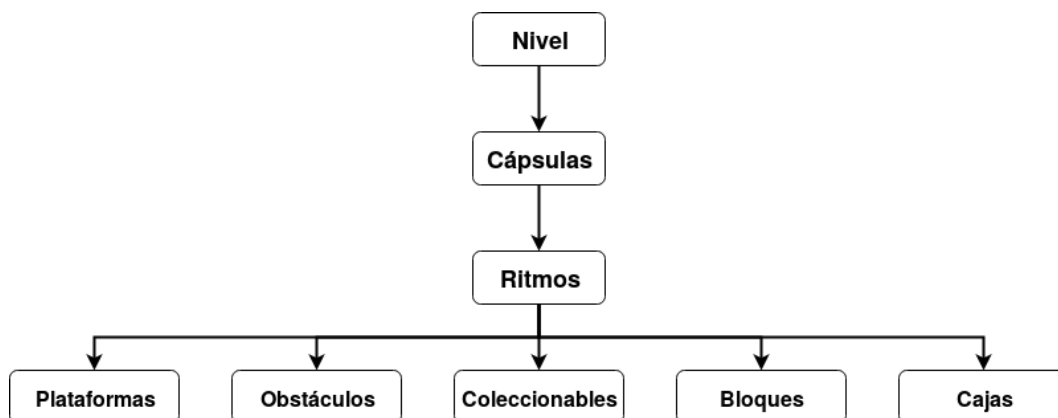 Nivel
Cápsulas
Ritmos
Plataformas
Obstáculos
Coleccionables
Bloques
Cajas